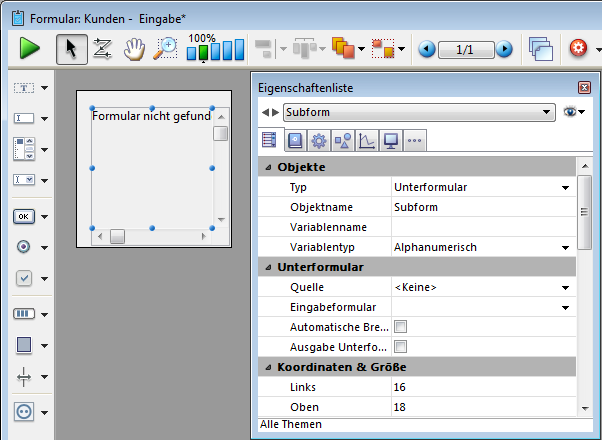 Formular: Kunden - Eingabe*
100%
1/1
T
OK
Formular nicht gefund
Eigenschaftenliste
Subform
Objekte
Typ Unterformular
Objektname Subform
Variablenname
Variablentyp Alphanumerisch
Unterformular
Quelle <Keine>
Eingabeformular
Automatische Bre...
Ausgabe Unterfo...
Koordinaten & Größe
Links 16
Oben 18
Alle Themen